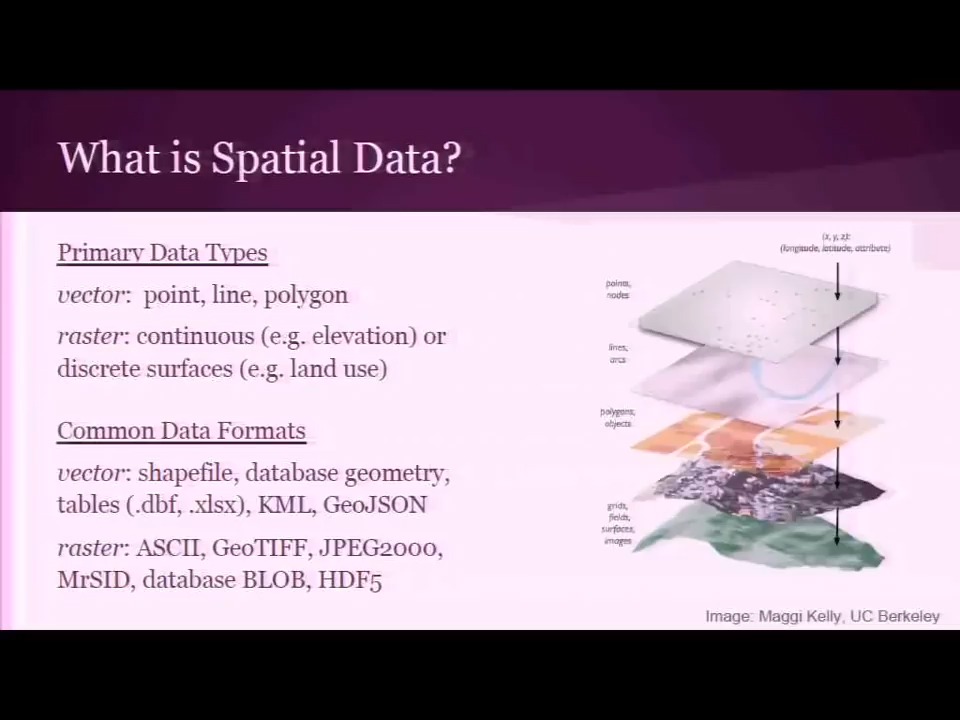 What is Spatial Data?
Primary Data Types
vector: point, line, polygon
raster: continuous (e.g. elevation) or
discrete surfaces (e.g. land use)
Common Data Formats
vector: shapefile, database geometry,
tables (.dbf, .xlsx), KML, GeoJSON
raster: ASCII, GeoTIFF, JPEG2000,
MrSID, database BLOB, HDF5
(x, y, z):
(longitude, latitude, attribute)
points,
nodes
lines,
arcs
polygons,
objects
grids,
fields,
surfaces,
images
Image: Maggi Kelly, UC Berkeley